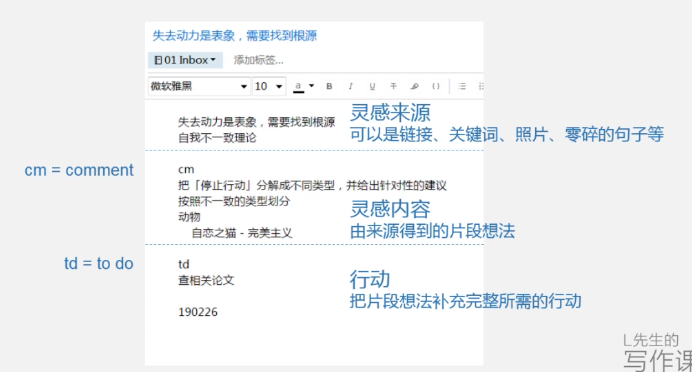 失去动力是表象，需要找到根源
01 Inbox
添加标签...
微软雅黑
10
a
B
I
U
T
灵感来源
失去动力是表象，需要找到根源
可以是链接、关键词、照片、零碎的句子等
自我不一致理论
cm = comment
cm
把「停止行动」分解成不同类型，并给出针对性的建议
按照不一致的类型划分
灵感内容
动物
由来源得到的片段想法
自恋之猫 - 完美主义
td = to do
td
行动
查相关论文
把片段想法补充完整所需的行动
190226
L先生的
写作课